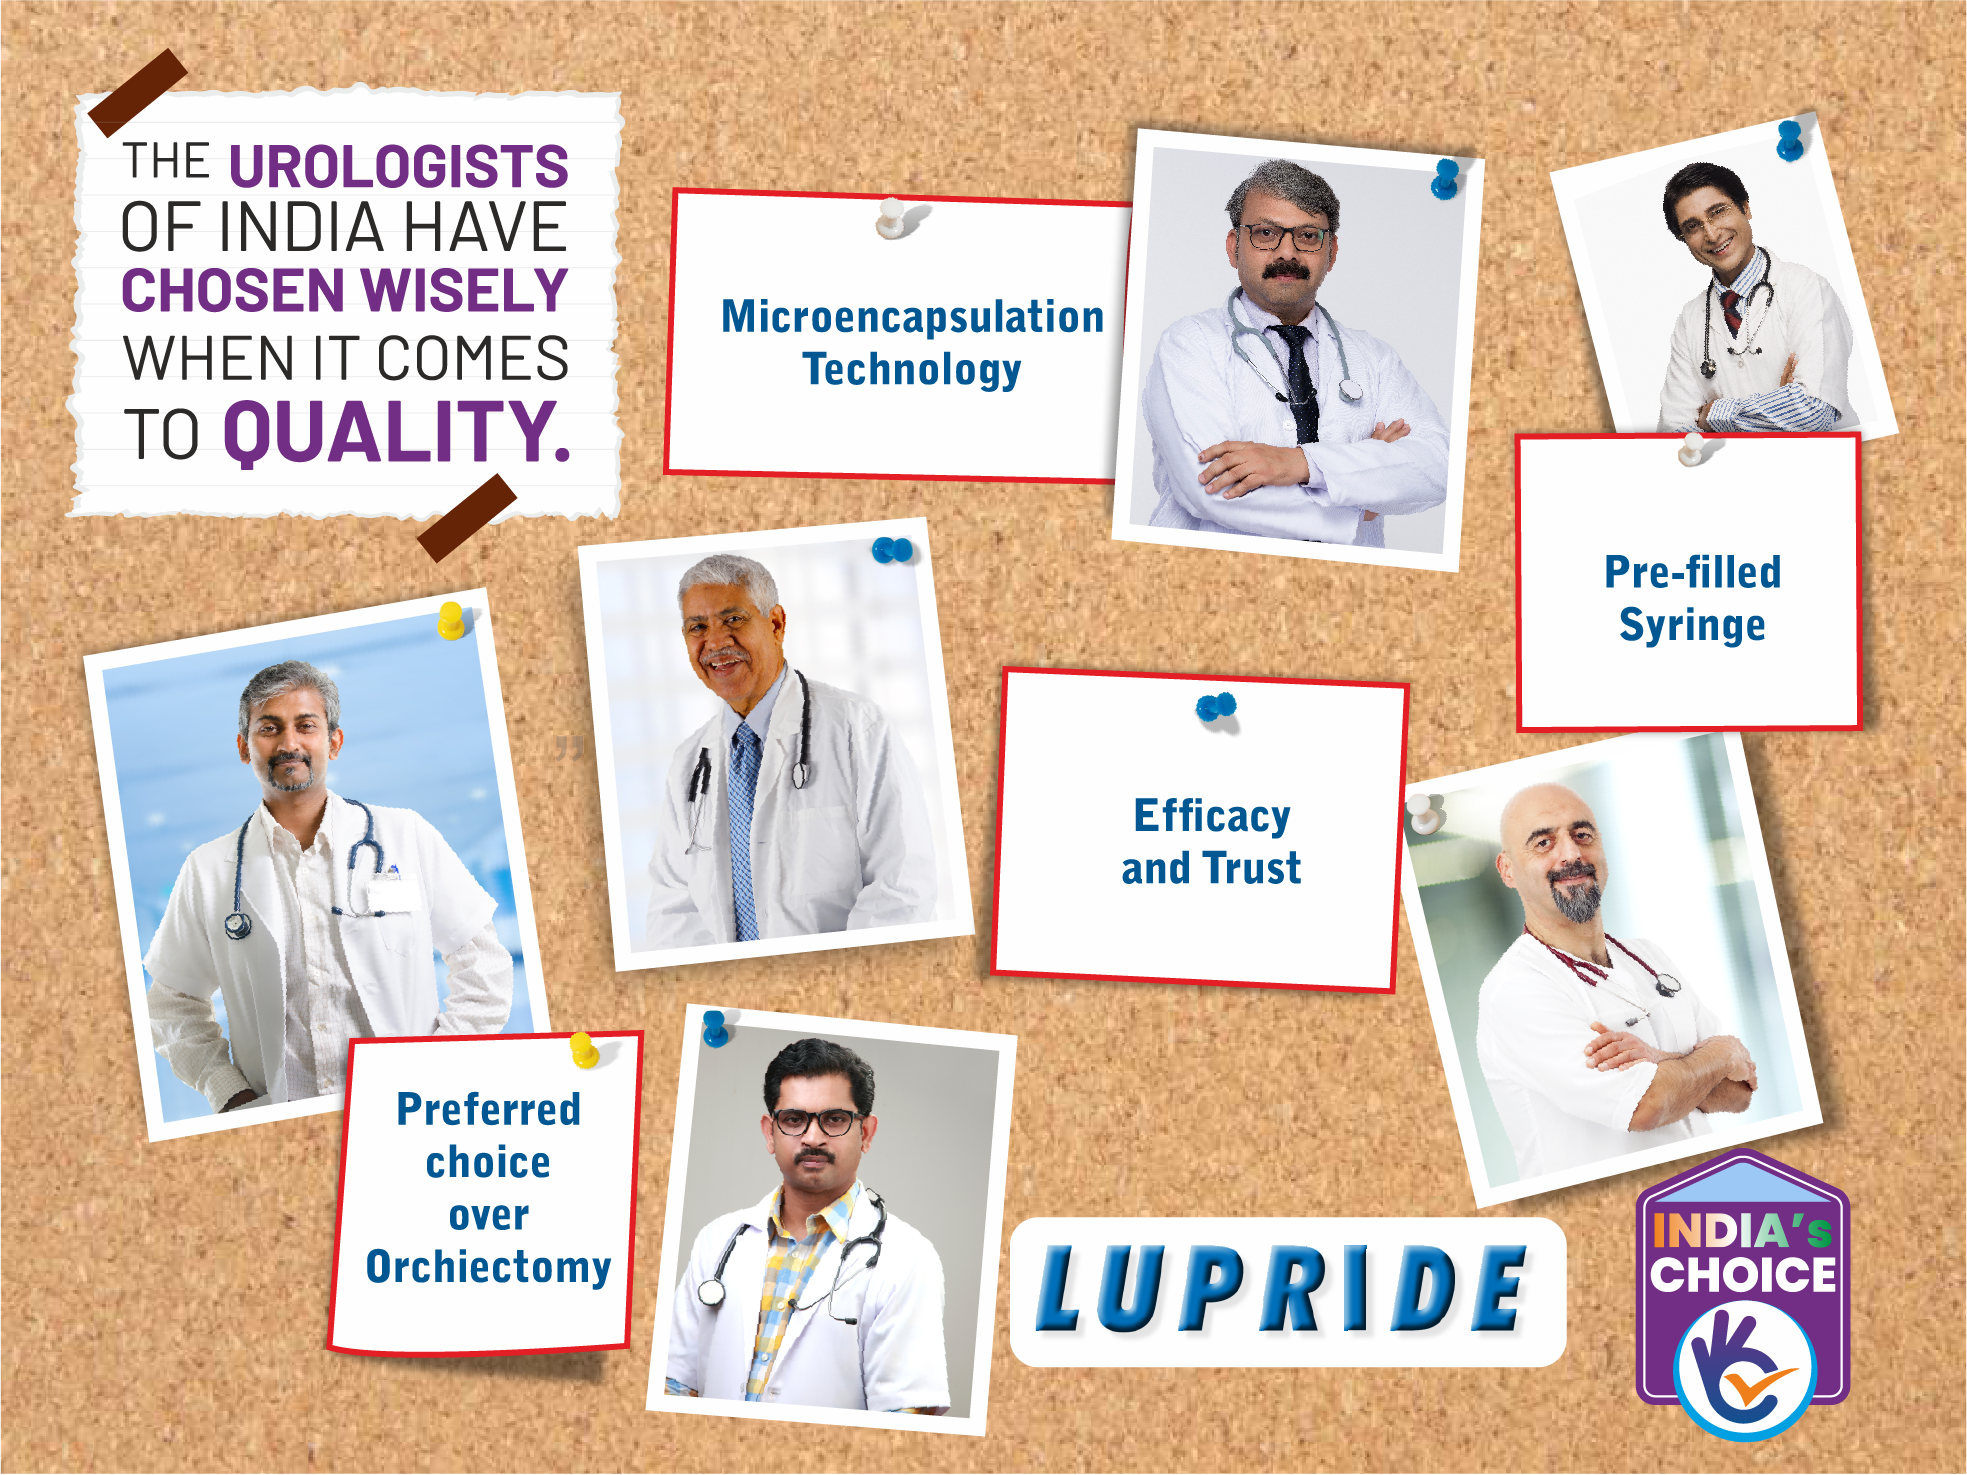 THE UROLOGISTS
OF INDIA HAVE
CHOSEN WISELY
WHEN IT COMES
TO QUALITY.
Microencapsulation
Technology
Pre-filled
Syringe
Efficacy
and Trust
Preferred
choice
over
Orchiectomy
LUPRIDE
INDIA's
CHOICE